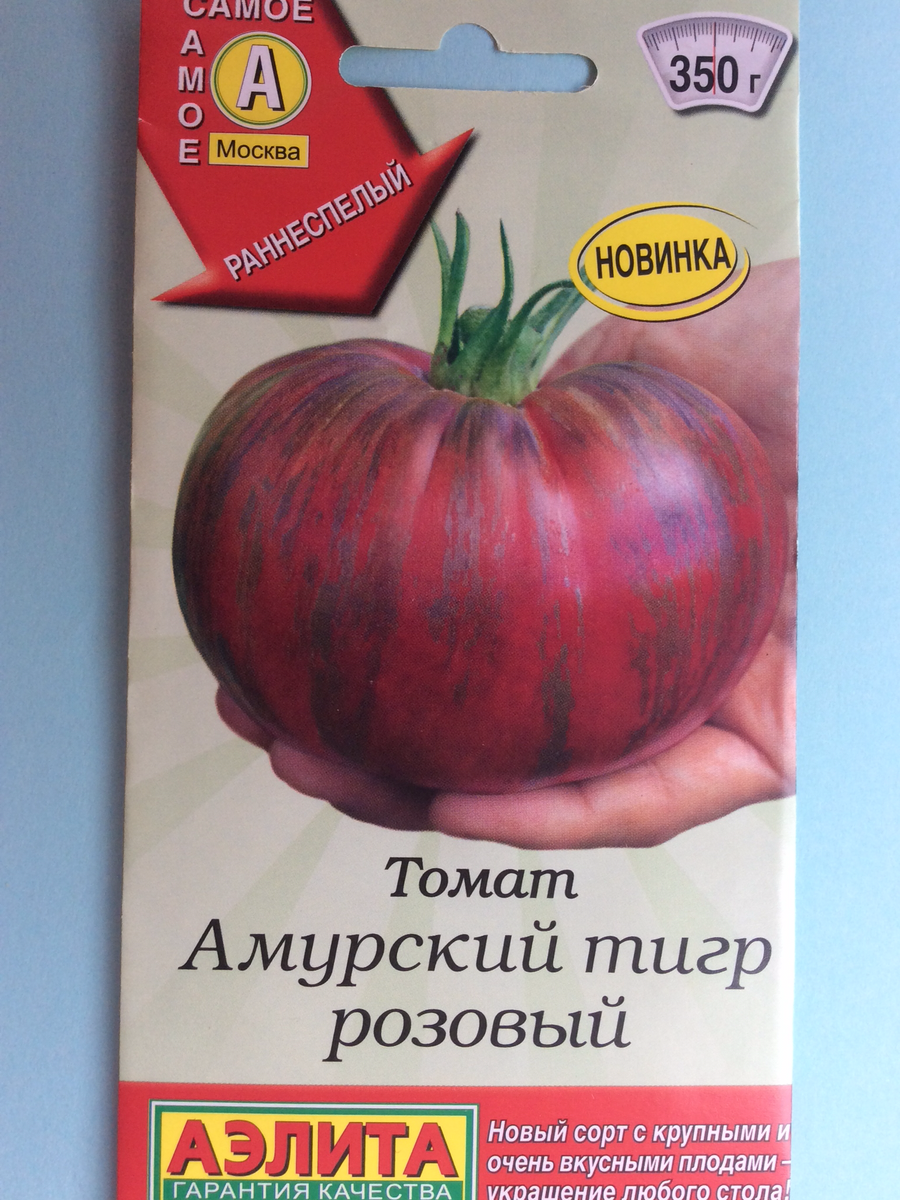 САМОЕ
САМОЕ
А
Москва
РАННЕСПЕЛЫЙ
350 г
НОВИНКА
Томат
Амурский тигр
розовый
АЭЛИТА
ГАРАНТИЯ КАЧЕСТВА
Новый сорт с крупными и
очень вкусными плодами –
украшение любого стола!